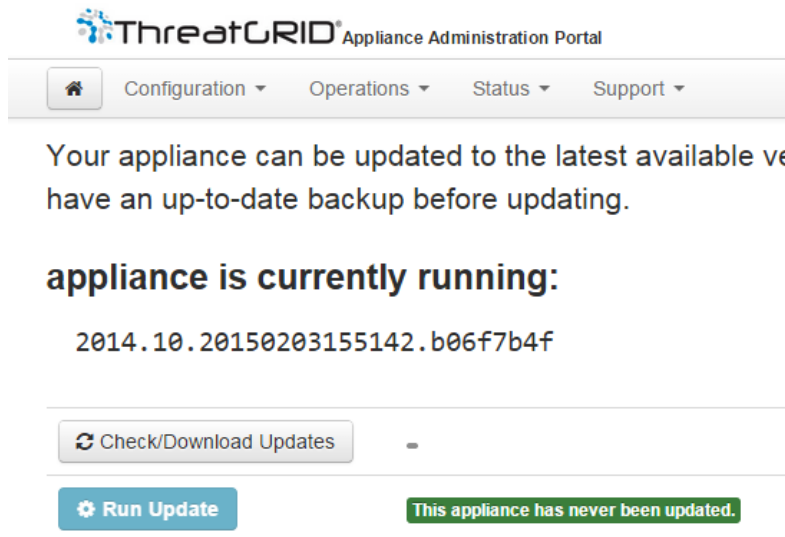 ThreatGRID Appliance Administration Portal
Configuration Operations Status Support
Your appliance can be updated to the latest available
have an up-to-date backup before updating.
appliance is currently running:
2014.10.20150203155142.b06f7b4f
Check/Download Updates -
Run Update This appliance has never been updated.